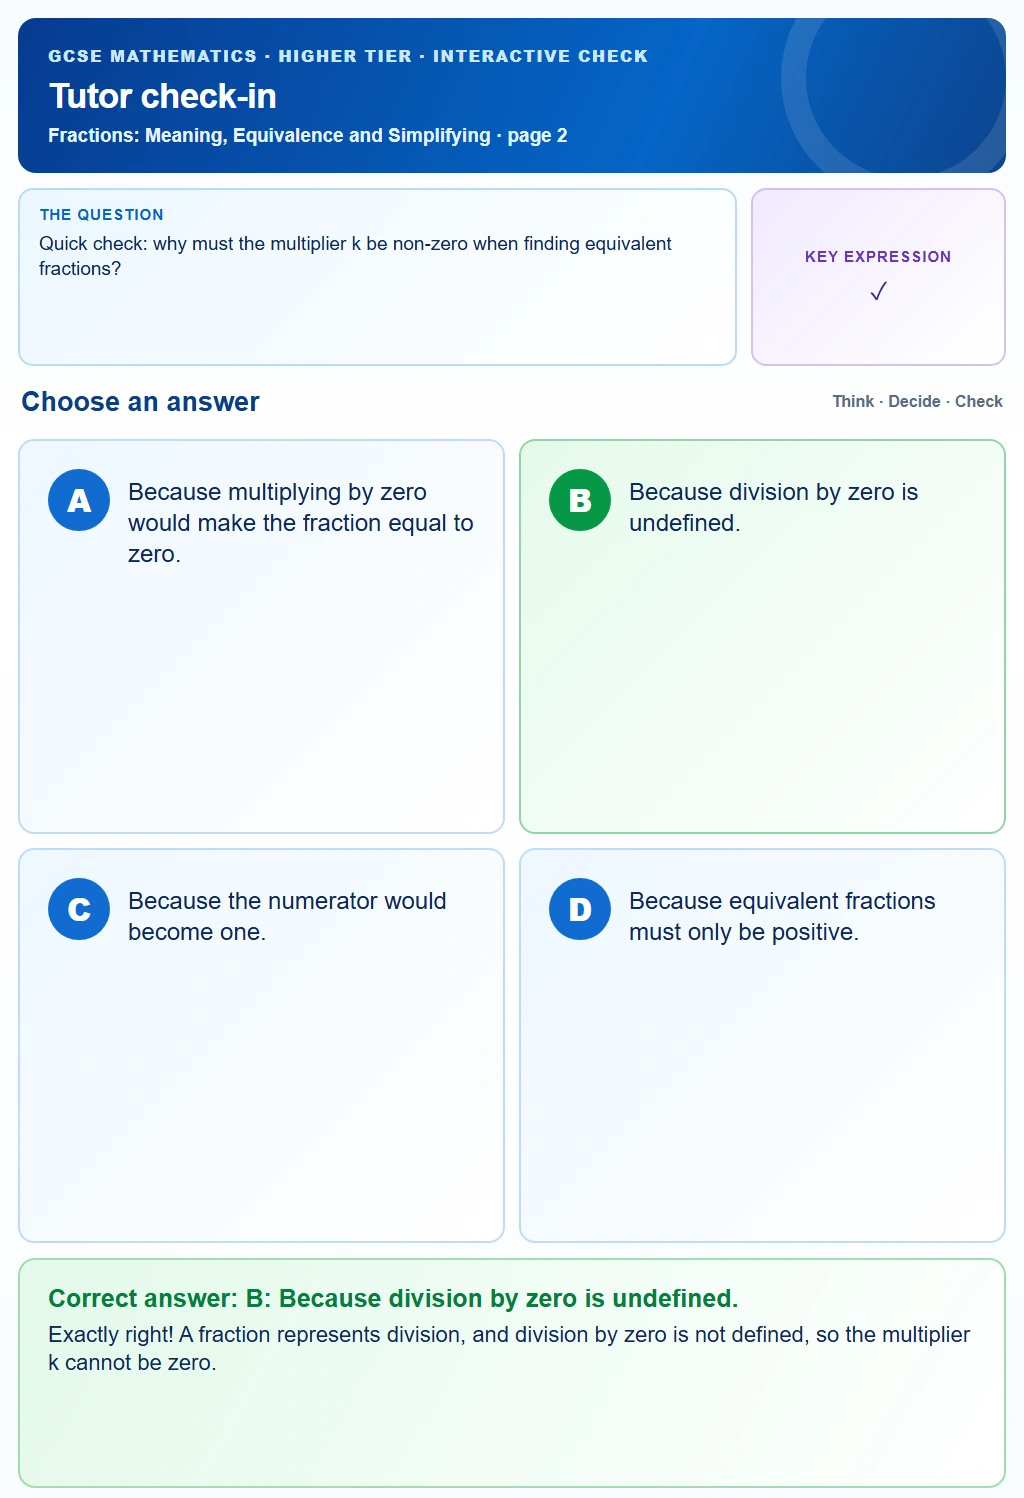 GCSE MATHEMATICS · HIGHER TIER · INTERACTIVE CHECK
Tutor check-in
Fractions: Meaning, Equivalence and Simplifying · page 2
THE QUESTION
Quick check: why must the multiplier k be non-zero when finding equivalent
fractions?
KEY EXPRESSION
✓
Choose an answer
Think · Decide · Check
A
Because multiplying by zero
would make the fraction equal to
zero.
B
Because division by zero is
undefined.
C
Because the numerator would
become one.
D
Because equivalent fractions
must only be positive.
Correct answer: B: Because division by zero is undefined.
Exactly right! A fraction represents division, and division by zero is not defined, so the multiplier
k cannot be zero.